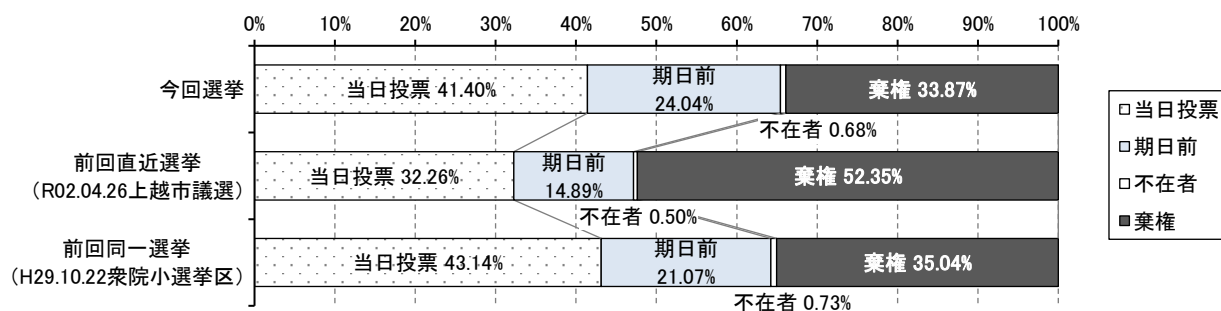 0% 10% 20% 30% 40% 50% 60% 70% 80% 90% 100%
今回選挙
当日投票 41.40%
期日前
24.04%
棄権 33.87%
不在者 0.68%
前回直近選挙
(R02.04.26上越市議選)
当日投票 32.26%
期日前
14.89%
棄権 52.35%
不在者 0.50%
前回同一選挙
(H29.10.22衆院小選挙区)
当日投票 43.14%
期日前
21.07%
棄権 35.04%
不在者 0.73%
当日投票
期日前
不在者
棄権